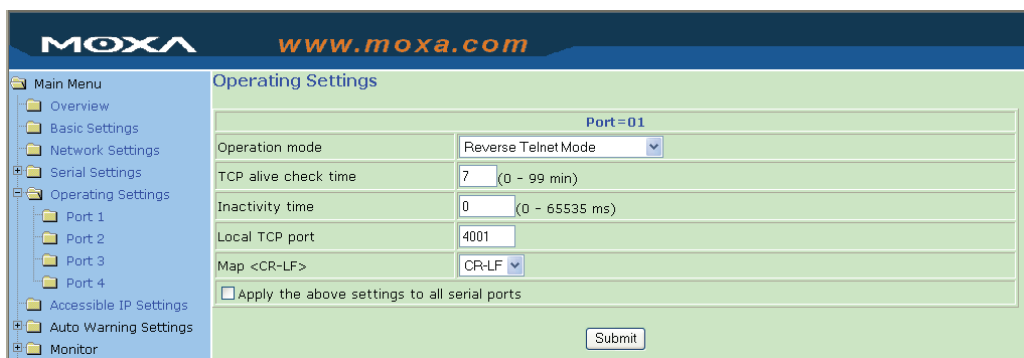 MOXA www.moxa.com
Main Menu
Overview
Basic Settings
Network Settings
Serial Settings
Operating Settings
Port 1
Port 2
Port 3
Port 4
Accessible IP Settings
Auto Warning Settings
Monitor
Operating Settings
Port=01
Operation mode Reverse Telnet Mode
TCP alive check time 7 (0 - 99 min)
Inactivity time 0 (0 - 65535 ms)
Local TCP port 4001
Map <CR-LF> CR-LF
Apply the above settings to all serial ports
Submit